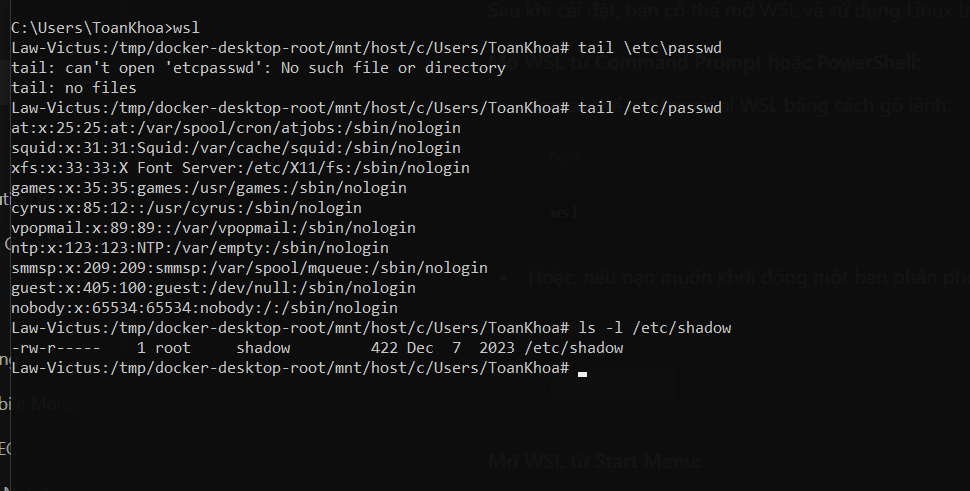 Sau khi cài đặt, bạn có thể mở WSL và sử dụng Linux t
C:\Users\ToanKhoa>wsl
Law-Victus:/tmp/docker-desktop-root/mnt/host/c/Users/ToanKhoa# tail \etc\passwd
Mở WSL từ Command Prompt hoặc PowerShell:
tail: can't open 'etcpasswd': No such file or directory
tail: no files
Law-Victus:/tmp/docker-desktop-root/mnt/host/c/Users/ToanKhoa# tail /etc/passwd
WSL bằng cách gõ lệnh:
at:x:25:25:at:/var/spool/cron/atjobs:/sbin/nologin
squid:x:31:31:Squid:/var/cache/squid:/sbin/nologin
bash
xfs:x:33:33:X Font Server:/etc/X11/fs:/sbin/nologin
games:x:35:35:games:/usr/games:/sbin/nologin
cyrus:x:85:12::/usr/cyrus:/sbin/nologin
wsl
vpopmail:x:89:89::/var/vpopmail:/sbin/nologin
ntp:x:123:123:NTP:/var/empty:/sbin/nologin
smmsp:x:209:209:smmsp:/var/spool/mqueue:/sbin/nologin
Hoặc, nếu bạn muốn khởi động một bản phân ph
guest:x:405:100:guest:/dev/null:/sbin/nologin
nobody:x:65534:65534:nobody:/:/sbin/nologin
Law-Victus:/tmp/docker-desktop-root/mnt/host/c/Users/ToanKhoa# ls -l /etc/shadow
-rw-r-----    1 root     shadow         422 Dec  7  2023 /etc/shadow
Law-Victus:/tmp/docker-desktop-root/mnt/host/c/Users/ToanKhoa#
Mở WSL từ Start Menu: